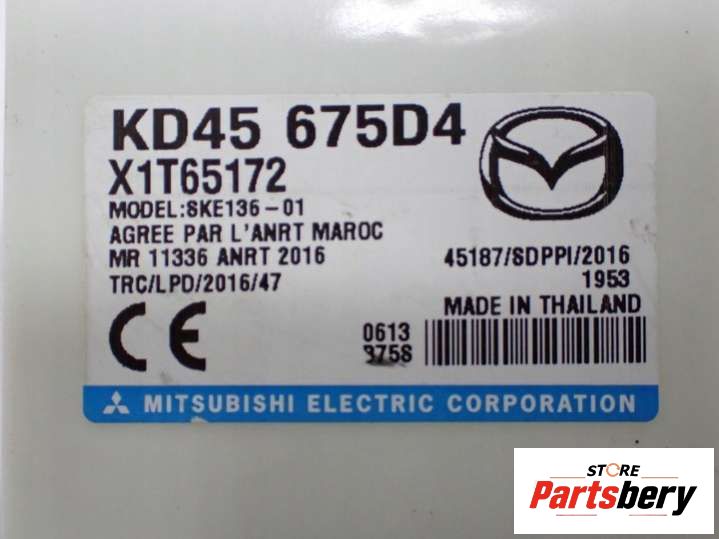 KD45 675D4
X1T65172
MODEL:SKE136-01
AGREE PAR L'ANRT MAROC
MR 11336 ANRT 2016
TRC/LPD/2016/47
45187/SDPPI/2016
1953
MADE IN THAILAND
CE
0613
3758
MITSUBISHI ELECTRIC CORPORATION
STORE
Partsbery